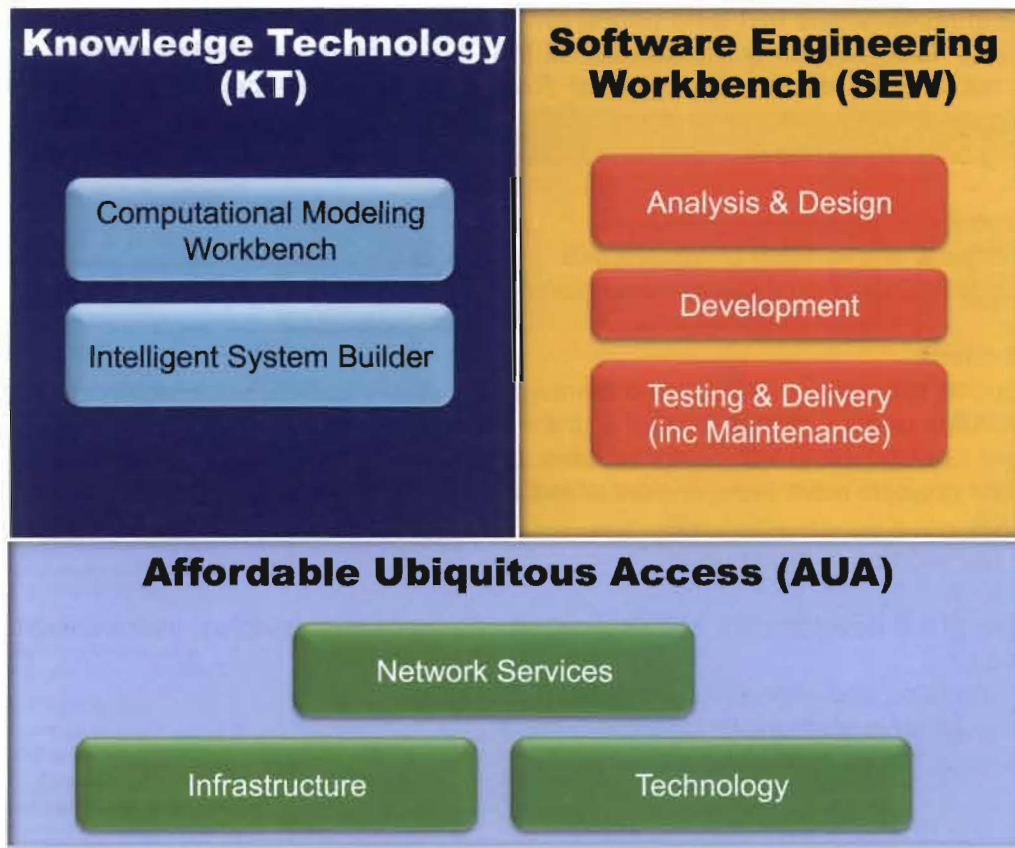 Knowledge Technology
(KT)
Computational Modeling
Workbench
Intelligent System Builder
Software Engineering
Workbench (SEW)
Analysis & Design
Development
Testing & Delivery
(inc Maintenance)
Affordable Ubiquitous Access (AUA)
Network Services
Infrastructure
Technology